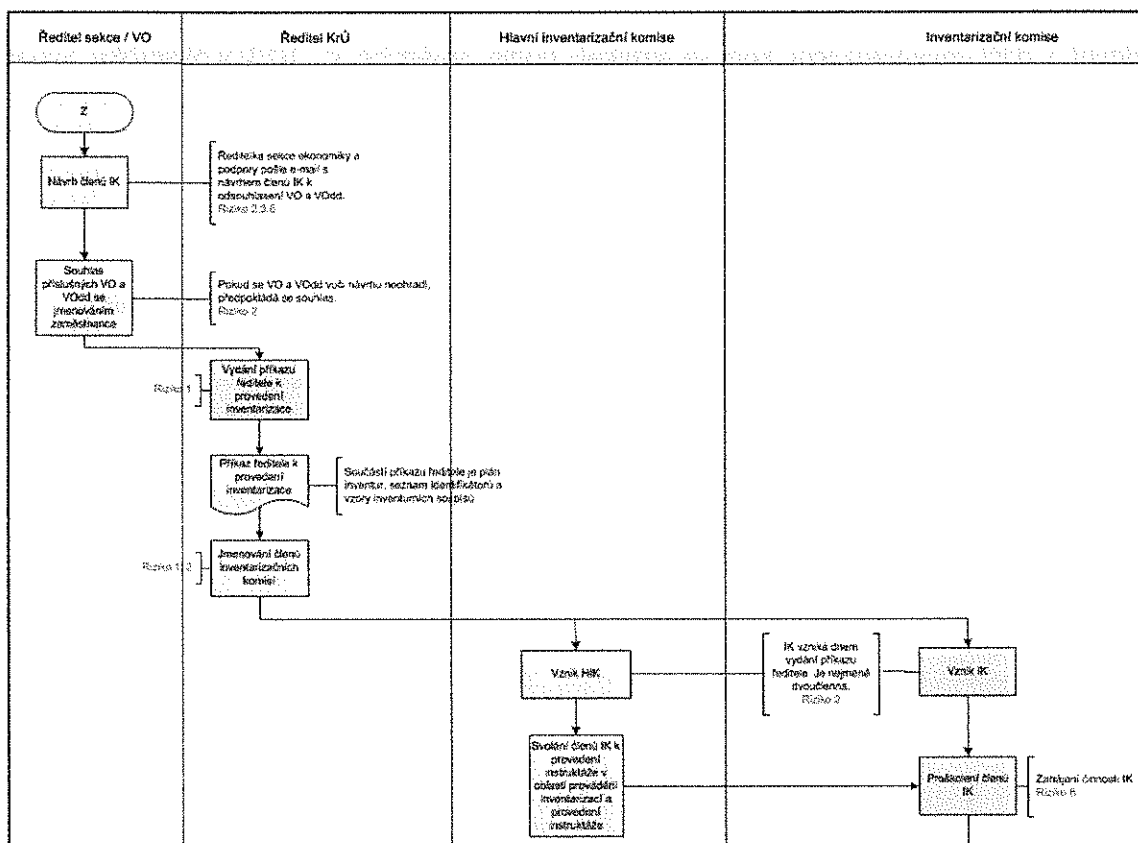 Ředitel sekce / VO
Ředitel KrÚ
Hlavní inventarizační komise
Inventarizační komise
Z
Návrh členů IK
Ředitelka sekce ekonomiky a
podpory pošle e-mail s
návrhem členů IK k
odsouhlasení VO a VOdd.
Riziko 2,3,6
Souhlas
příslušných VO a
VOdd se
jmenováním
zaměstnance
Pokud se VO a VOdd vůči návrhu neohradí,
předpokládá se souhlas.
Riziko 2
Riziko 1
Vydání příkazu
ředitele k
provedení
inventarizace
Příkaz ředitele k
provedení
inventarizace
Součástí příkazu ředitele je plán
inventur, seznam identifikátorů a
vzory inventurních soupisů
Riziko 1, 2
Jmenování členů
inventarizačních
komisí
Vznik HIK
IK vzniká dnem
vydání příkazu
ředitele. Je nejméně
dvoučlenná.
Riziko 2
Vznik IK
Svolání členů IK k
provedení
instruktáže v
oblasti provádění
inventarizací a
provedení
instruktáže
Proškolení členů
IK
Zahájení činnosti IK
Riziko 6